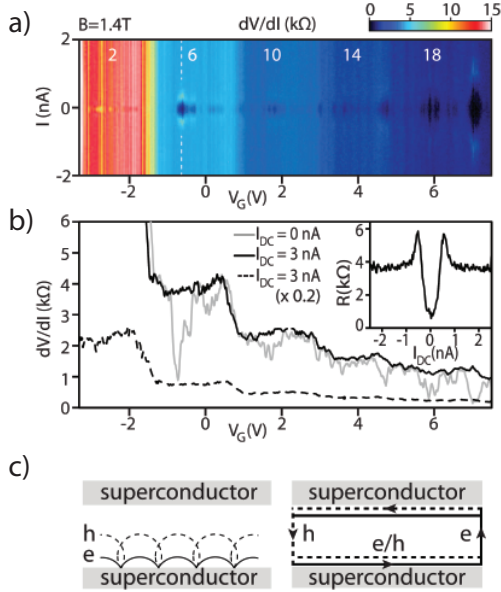 a)
B=1.4T
dV/dI (kΩ)
0 5 10 15
2
0
-2
I (nA)
2 6 10 14 18
-2 0 2 4 6
V_G(V)
b)
6
5
4
3
2
1
0
dV/dI (kΩ)
I_DC = 0 nA
I_DC = 3 nA
I_DC = 3 nA
(x 0.2)
6
4
2
0
R(kΩ)
-2 -1 0 1 2
I_DC(nA)
-2 0 2 4 6
V_G(V)
c)
superconductor
h
e
superconductor
superconductor
h e/h e
superconductor